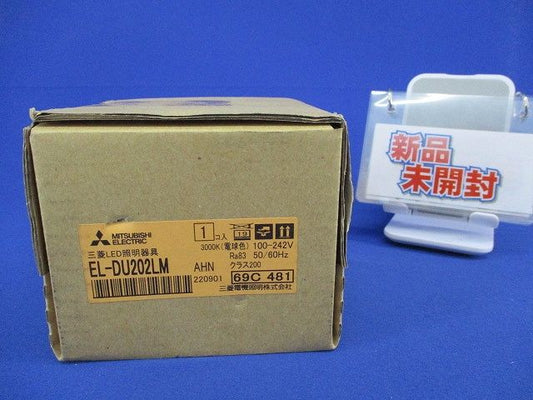 MITSUBISHI
ELECTRIC
1コ入
三菱LED照明器具
3000K(電球色) 100-242V
Ra83 50/60Hz
EL-DU202LM AHN クラス200
220901 69C 481
三菱電機照明株式会社
新品
未開封